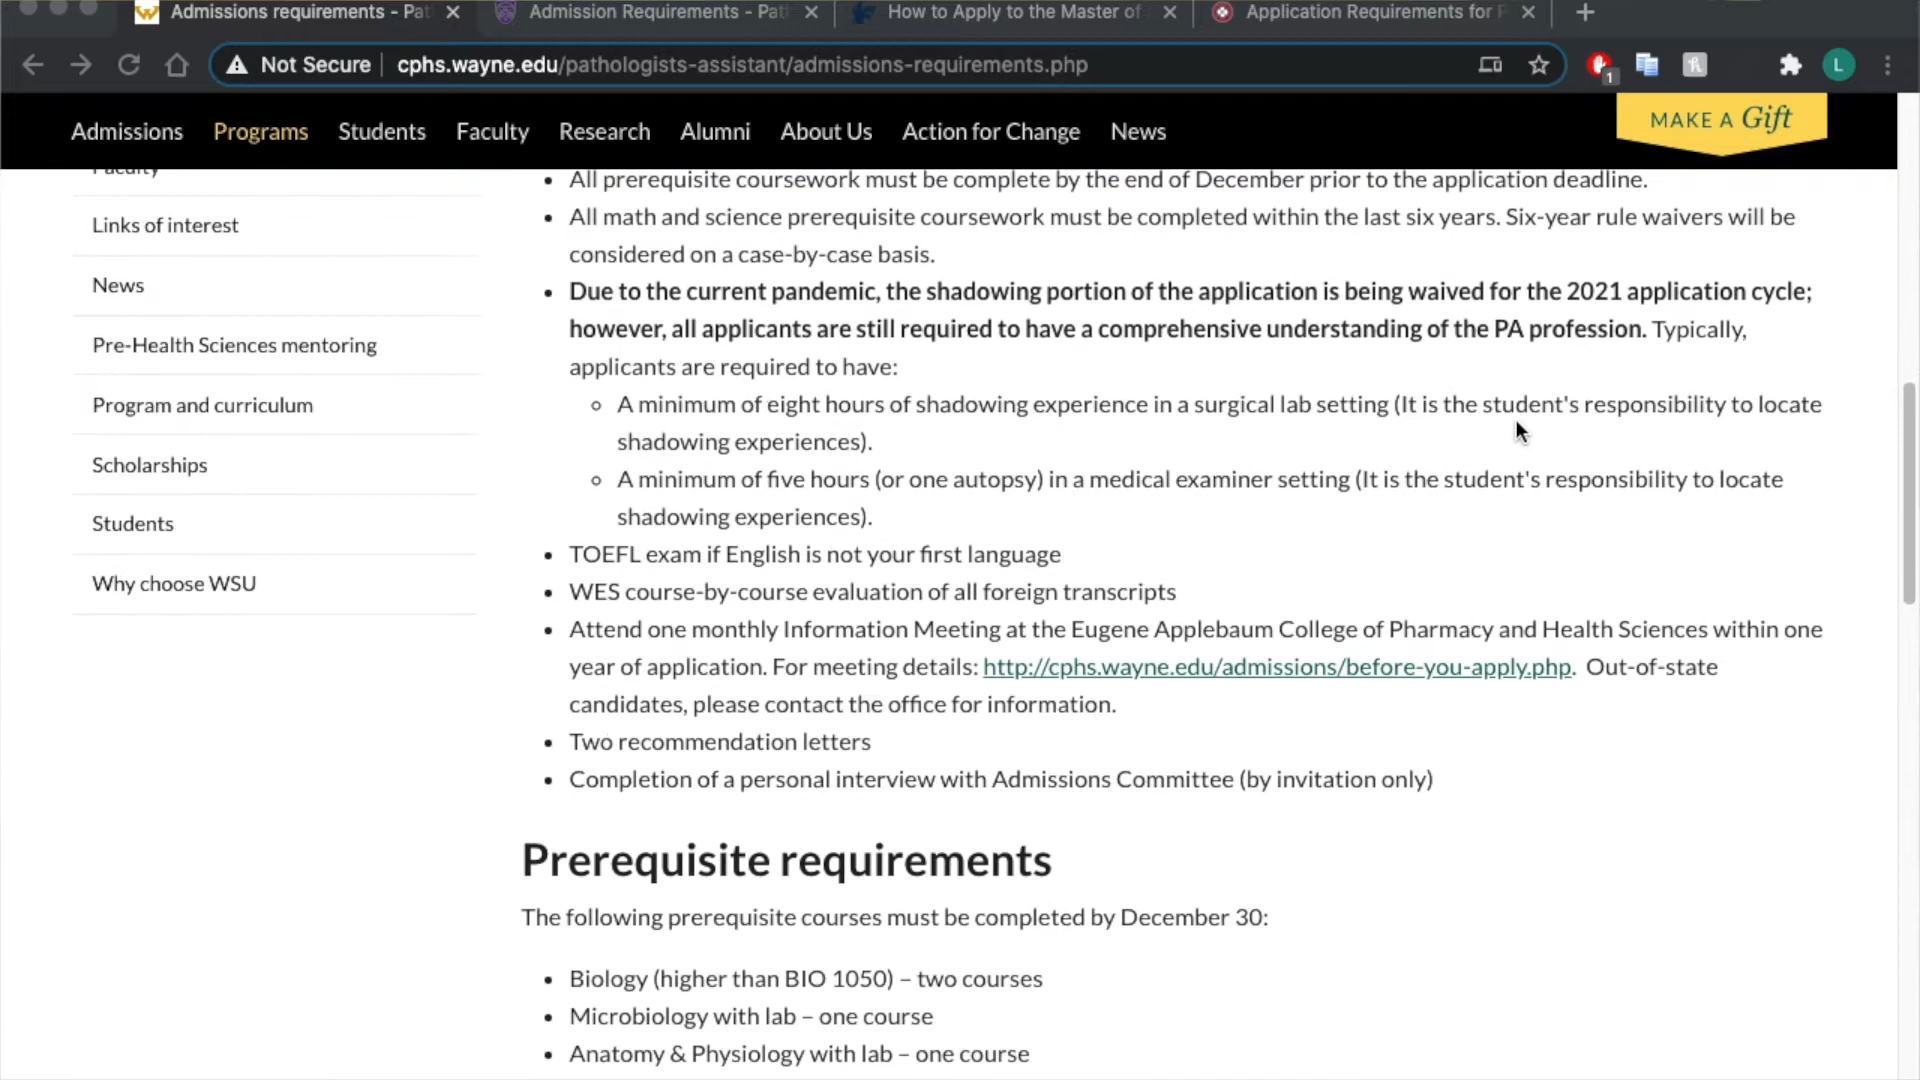 Admissions requirements - Pat
Admission Requirements - Path
How to Apply to the Master of
Application Requirements for P
Not Secure
cphs.wayne.edu/pathologists-assistant/admissions-requirements.php
1
L
Admissions
Programs
Students
Faculty
Research
Alumni
About Us
Action for Change
News
MAKE A Gift
Faculty
Links of interest
News
Pre-Health Sciences mentoring
Program and curriculum
Scholarships
Students
Why choose WSU
• All prerequisite coursework must be complete by the end of December prior to the application deadline.
• All math and science prerequisite coursework must be completed within the last six years. Six-year rule waivers will be
considered on a case-by-case basis.
• Due to the current pandemic, the shadowing portion of the application is being waived for the 2021 application cycle;
however, all applicants are still required to have a comprehensive understanding of the PA profession. Typically,
applicants are required to have:
◦ A minimum of eight hours of shadowing experience in a surgical lab setting (It is the student's responsibility to locate
shadowing experiences).
◦ A minimum of five hours (or one autopsy) in a medical examiner setting (It is the student's responsibility to locate
shadowing experiences).
• TOEFL exam if English is not your first language
• WES course-by-course evaluation of all foreign transcripts
• Attend one monthly Information Meeting at the Eugene Applebaum College of Pharmacy and Health Sciences within one
year of application. For meeting details: http://cphs.wayne.edu/admissions/before-you-apply.php. Out-of-state
candidates, please contact the office for information.
• Two recommendation letters
• Completion of a personal interview with Admissions Committee (by invitation only)
Prerequisite requirements
The following prerequisite courses must be completed by December 30:
• Biology (higher than BIO 1050) – two courses
• Microbiology with lab – one course
• Anatomy & Physiology with lab – one course